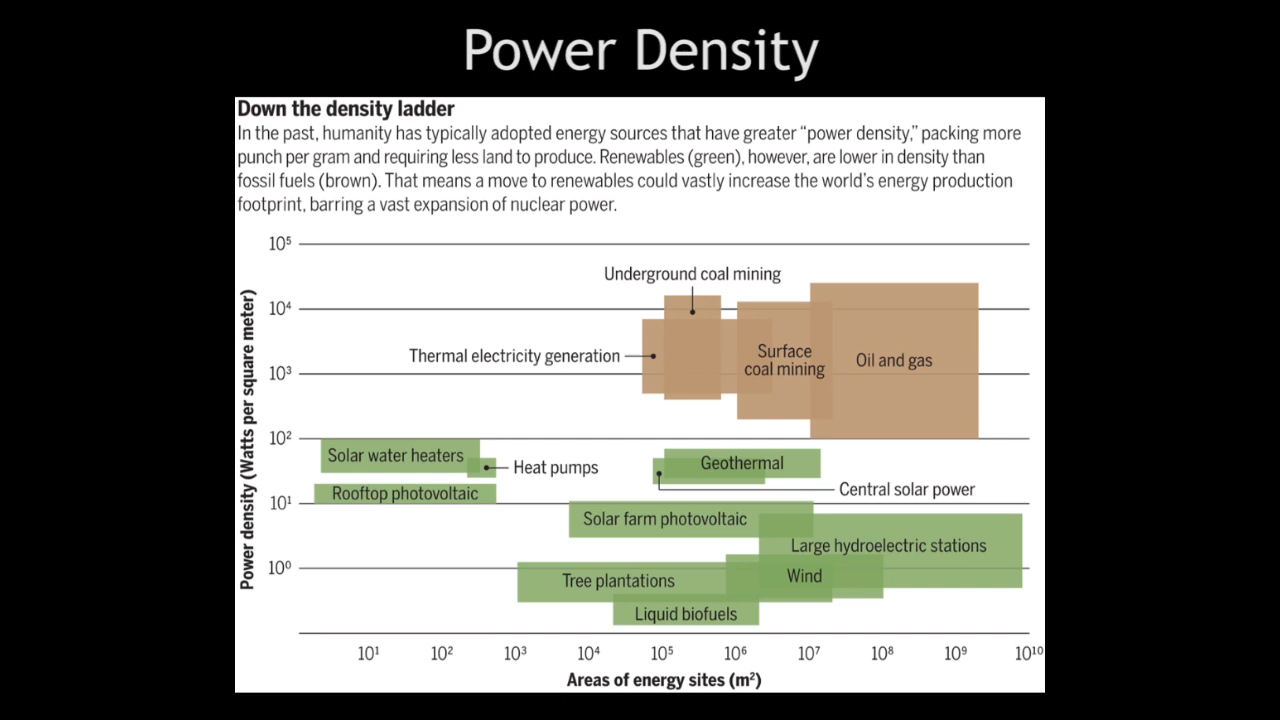 Power Density
Down the density ladder
In the past, humanity has typically adopted energy sources that have greater “power density,” packing more
punch per gram and requiring less land to produce. Renewables (green), however, are lower in density than
fossil fuels (brown). That means a move to renewables could vastly increase the world’s energy production
footprint, barring a vast expansion of nuclear power.
Power density (Watts per square meter)
10⁵
10⁴
10³
10²
10¹
10⁰
Underground coal mining
Thermal electricity generation
Surface
coal mining
Oil and gas
Solar water heaters
Heat pumps
Geothermal
Rooftop photovoltaic
Central solar power
Solar farm photovoltaic
Large hydroelectric stations
Tree plantations
Wind
Liquid biofuels
10¹ 10² 10³ 10⁴ 10⁵ 10⁶ 10⁷ 10⁸ 10⁹ 10¹⁰
Areas of energy sites (m²)